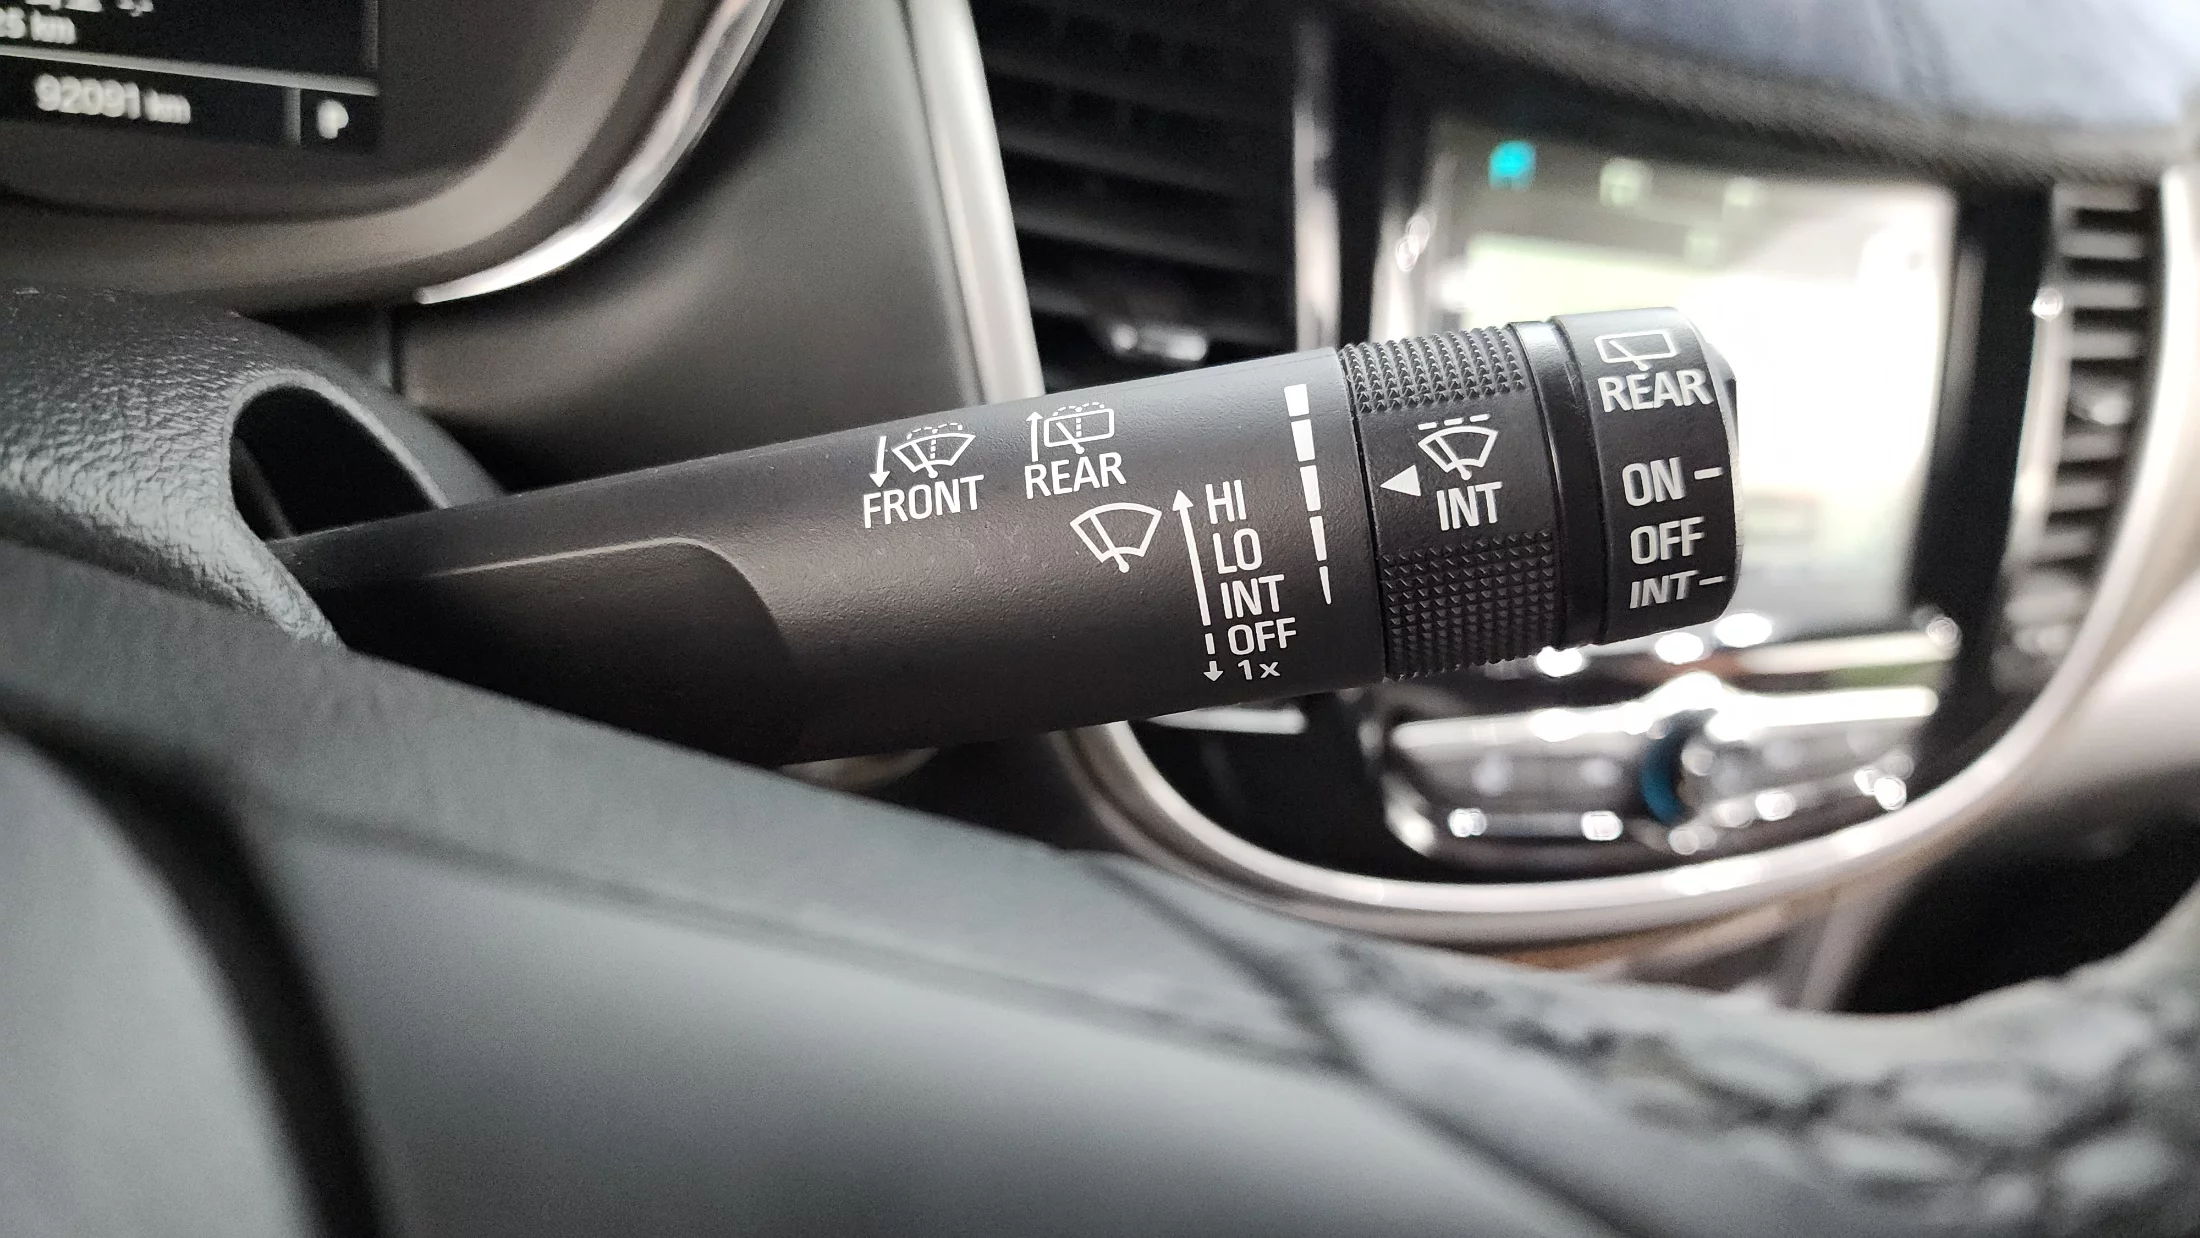 92091 km
P
FRONT
REAR
HI
LO
INT
OFF
1x
INT
REAR
ON
OFF
INT